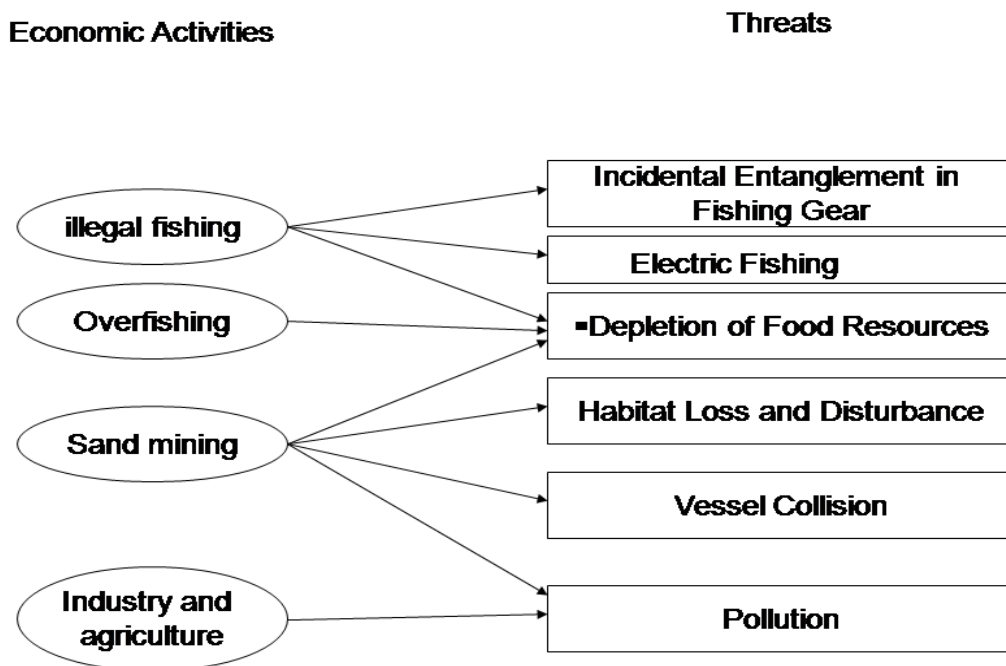 Economic Activities
Threats
illegal fishing
Overfishing
Sand mining
Industry and
agriculture
Incidental Entanglement in
Fishing Gear
Electric Fishing
▪Depletion of Food Resources
Habitat Loss and Disturbance
Vessel Collision
Pollution